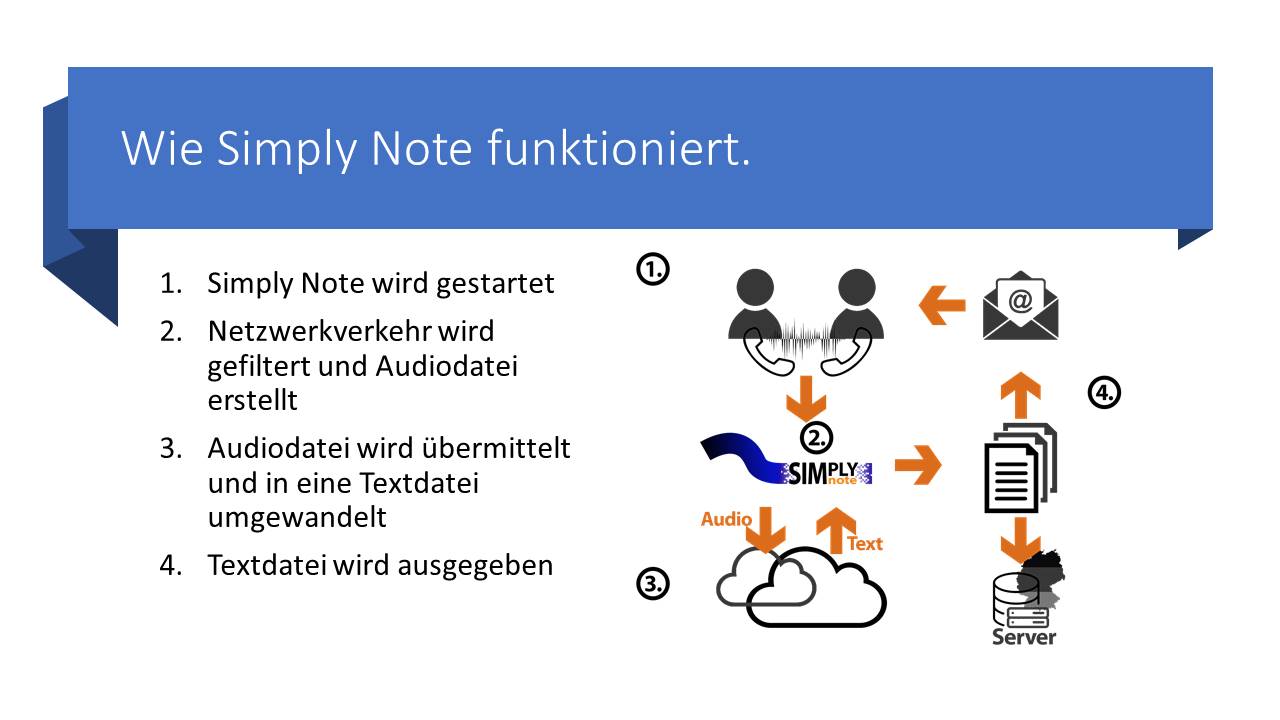 Wie Simply Note funktioniert.
1. Simply Note wird gestartet
2. Netzwerkverkehr wird
gefiltert und Audiodatei
erstellt
3. Audiodatei wird übermittelt
und in eine Textdatei
umgewandelt
4. Textdatei wird ausgegeben
1.
@
4.
2.
SIMPLY
note
Audio
Text
3.
Server